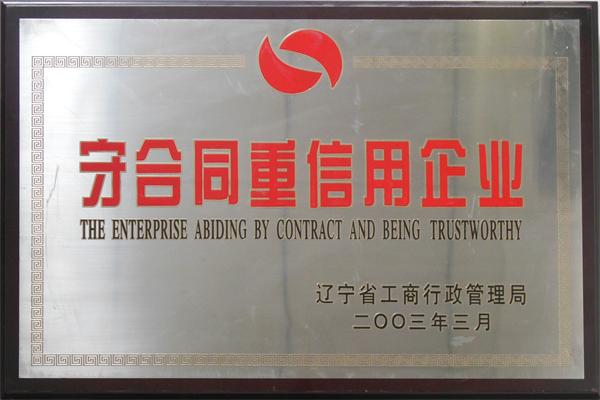 守合同重信用企业
THE ENTERPRISE ABIDING BY CONTRACT AND BEING TRUSTWORTHY
辽宁省工商行政管理局
二〇〇三年三月